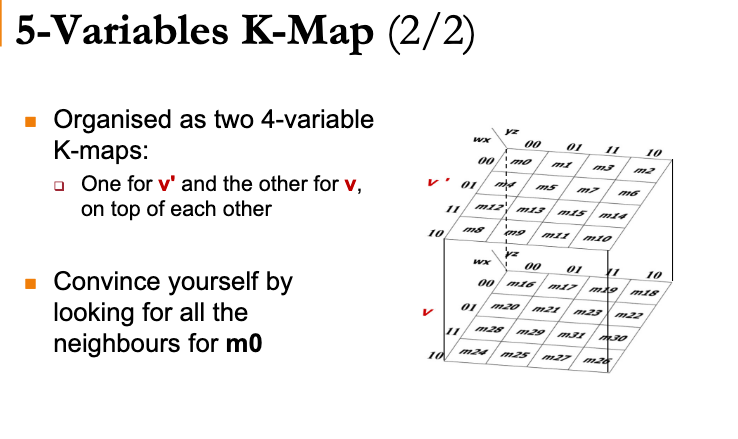 5-Variables K-Map (2/2)
Organised as two 4-variable
K-maps:
One for v' and the other for v,
on top of each other
Convince yourself by
looking for all the
neighbours for m0
wx yz
00 01 11 10
00 m0 m1 m3 m2
v' 01 m4 m5 m7 m6
11 m12 m13 m15 m14
10 m8 m9 m11 m10
wx yz
00 01 11 10
00 m16 m17 m19 m18
v 01 m20 m21 m23 m22
11 m28 m29 m31 m30
10 m24 m25 m27 m26